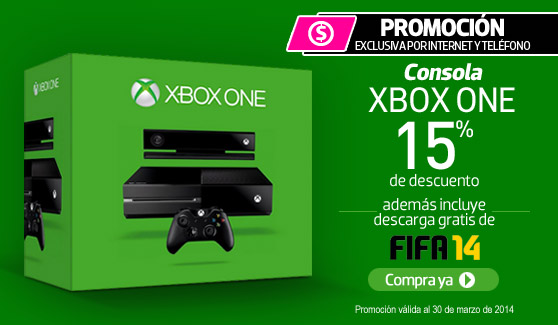 PROMOCIÓN
EXCLUSIVA POR INTERNET Y TELÉFONO
Consola
XBOX ONE
15%
de descuento
además incluye
descarga gratis de
FIFA 14
Compra ya
Promoción válida al 30 de marzo de 2014
XBOX ONE